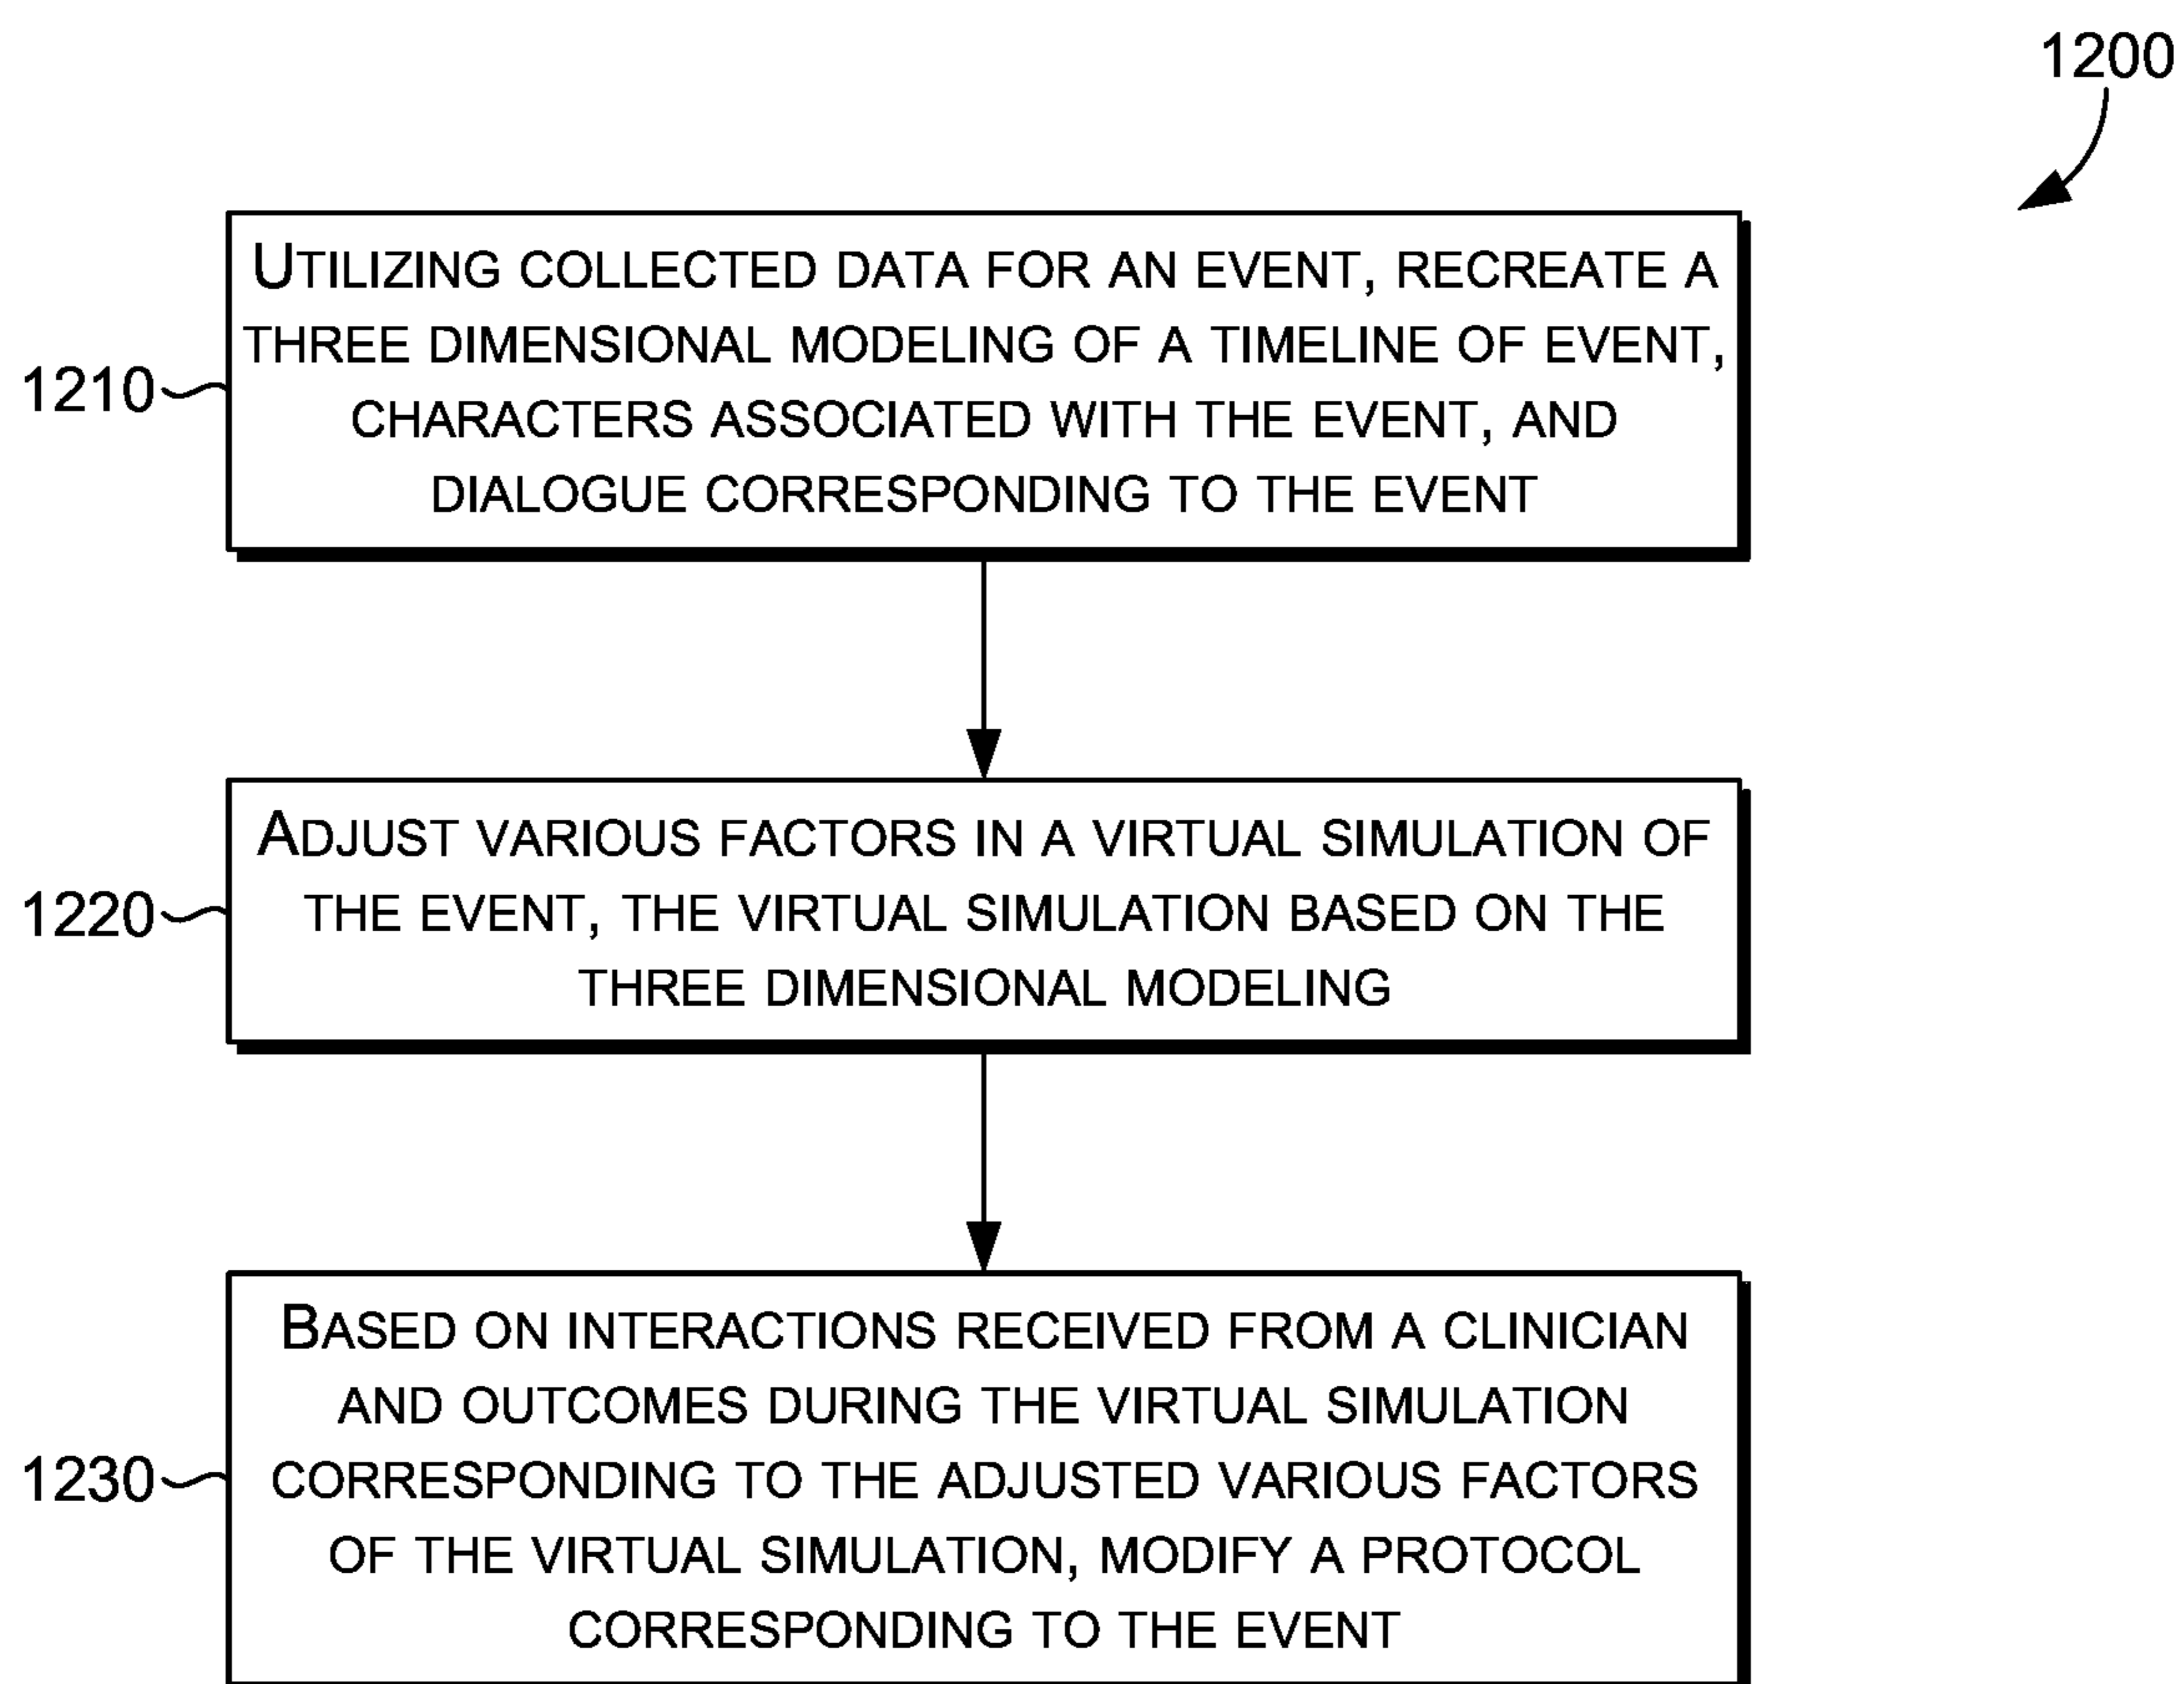 1200
UTILIZING COLLECTED DATA FOR AN EVENT, RECREATE A
THREE DIMENSIONAL MODELING OF A TIMELINE OF EVENT,
1210
CHARACTERS ASSOCIATED WITH THE EVENT, AND
DIALOGUE CORRESPONDING TO THE EVENT
ADJUST VARIOUS FACTORS IN A VIRTUAL SIMULATION OF
1220
THE EVENT, THE VIRTUAL SIMULATION BASED ON THE
THREE DIMENSIONAL MODELING
BASED ON INTERACTIONS RECEIVED FROM A CLINICIAN
AND OUTCOMES DURING THE VIRTUAL SIMULATION
1230
CORRESPONDING TO THE ADJUSTED VARIOUS FACTORS
OF THE VIRTUAL SIMULATION, MODIFY A PROTOCOL
CORRESPONDING TO THE EVENT